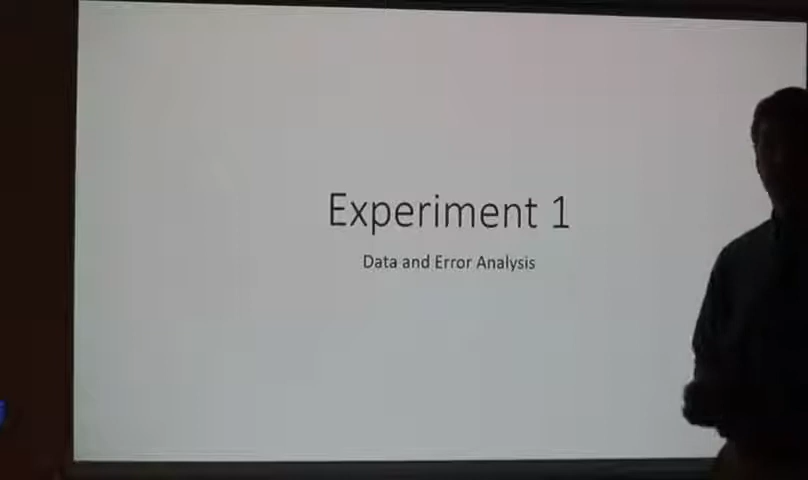 Experiment 1
Data and Error Analysis